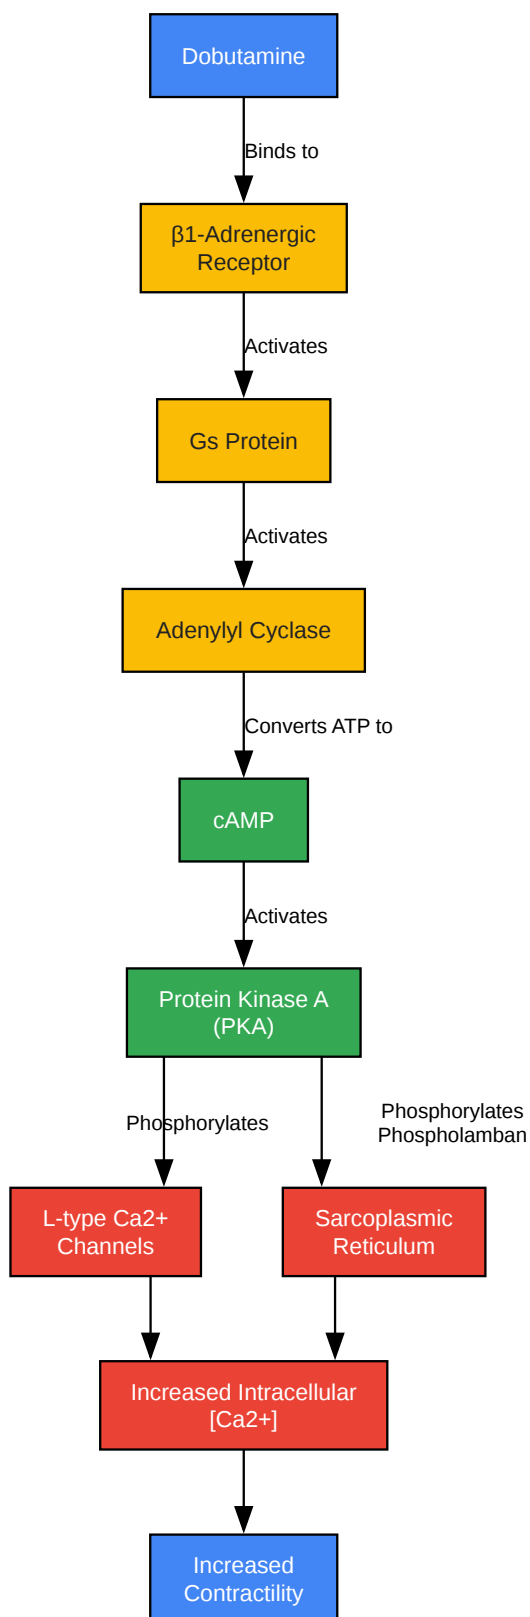 Dobutamine
Binds to
β1-Adrenergic
Receptor
Activates
Gs Protein
Activates
Adenylyl Cyclase
Converts ATP to
cAMP
Activates
Protein Kinase A
(PKA)
Phosphorylates
Phosphorylates
Phospholamban
L-type Ca2+
Channels
Sarcoplasmic
Reticulum
Increased Intracellular
[Ca2+]
Increased
Contractility